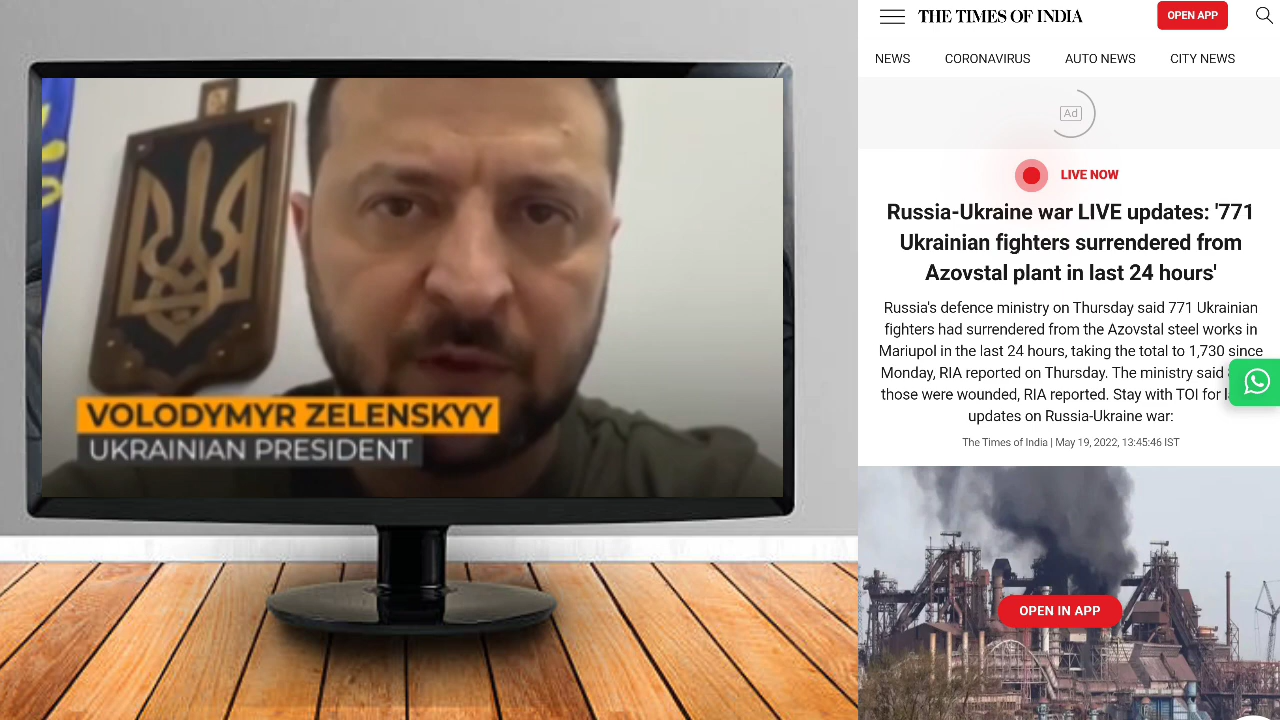 VOLODYMYR ZELENSKYY
UKRAINIAN PRESIDENT
THE TIMES OF INDIA
OPEN APP
NEWS
CORONAVIRUS
AUTO NEWS
CITY NEWS
Ad
LIVE NOW
Russia-Ukraine war LIVE updates: '771
Ukrainian fighters surrendered from
Azovstal plant in last 24 hours'
Russia's defence ministry on Thursday said 771 Ukrainian
fighters had surrendered from the Azovstal steel works in
Mariupol in the last 24 hours, taking the total to 1,730 since
Monday, RIA reported on Thursday. The ministry said
those were wounded, RIA reported. Stay with TOI for
updates on Russia-Ukraine war:
The Times of India | May 19, 2022, 13:45:46 IST
OPEN IN APP